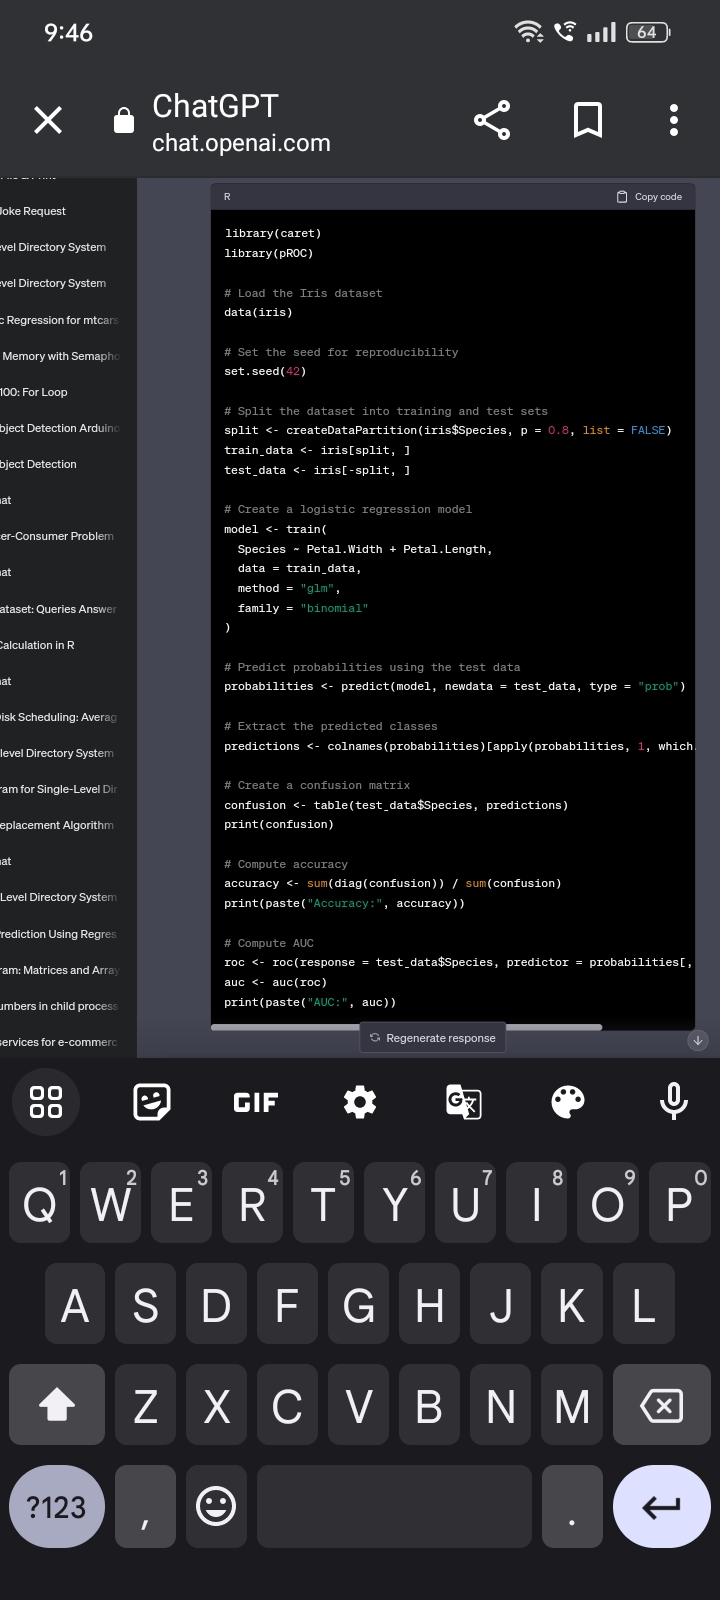 9:46
64
ChatGPT
chat.openai.com
Joke Request
evel Directory System
evel Directory System
c Regression for mtcars
Memory with Semapho
100: For Loop
bject Detection Arduino
bject Detection
at
er-Consumer Problem
at
ataset: Queries Answer
Calculation in R
at
isk Scheduling: Averag
level Directory System
ram for Single-Level Dir
eplacement Algorithm
at
Level Directory System
rediction Using Regres
ram: Matrices and Array
umbers in child process
services for e-commerc
R
Copy code
library(caret)
library(pROC)
# Load the Iris dataset
data(iris)
# Set the seed for reproducibility
set.seed(42)
# Split the dataset into training and test sets
split <- createDataPartition(iris$Species, p = 0.8, list = FALSE)
train_data <- iris[split, ]
test_data <- iris[-split, ]
# Create a logistic regression model
model <- train(
  Species ~ Petal.Width + Petal.Length,
  data = train_data,
  method = "glm",
  family = "binomial"
)
# Predict probabilities using the test data
probabilities <- predict(model, newdata = test_data, type = "prob")
# Extract the predicted classes
predictions <- colnames(probabilities)[apply(probabilities, 1, which.
# Create a confusion matrix
confusion <- table(test_data$Species, predictions)
print(confusion)
# Compute accuracy
accuracy <- sum(diag(confusion)) / sum(confusion)
print(paste("Accuracy:", accuracy))
# Compute AUC
roc <- roc(response = test_data$Species, predictor = probabilities[,
auc <- auc(roc)
print(paste("AUC:", auc))
Regenerate response
GIF
G文
1 2 3 4 5 6 7 8 9 0
Q W E R T Y U I O P
A S D F G H J K L
Z X C V B N M
?123 , .